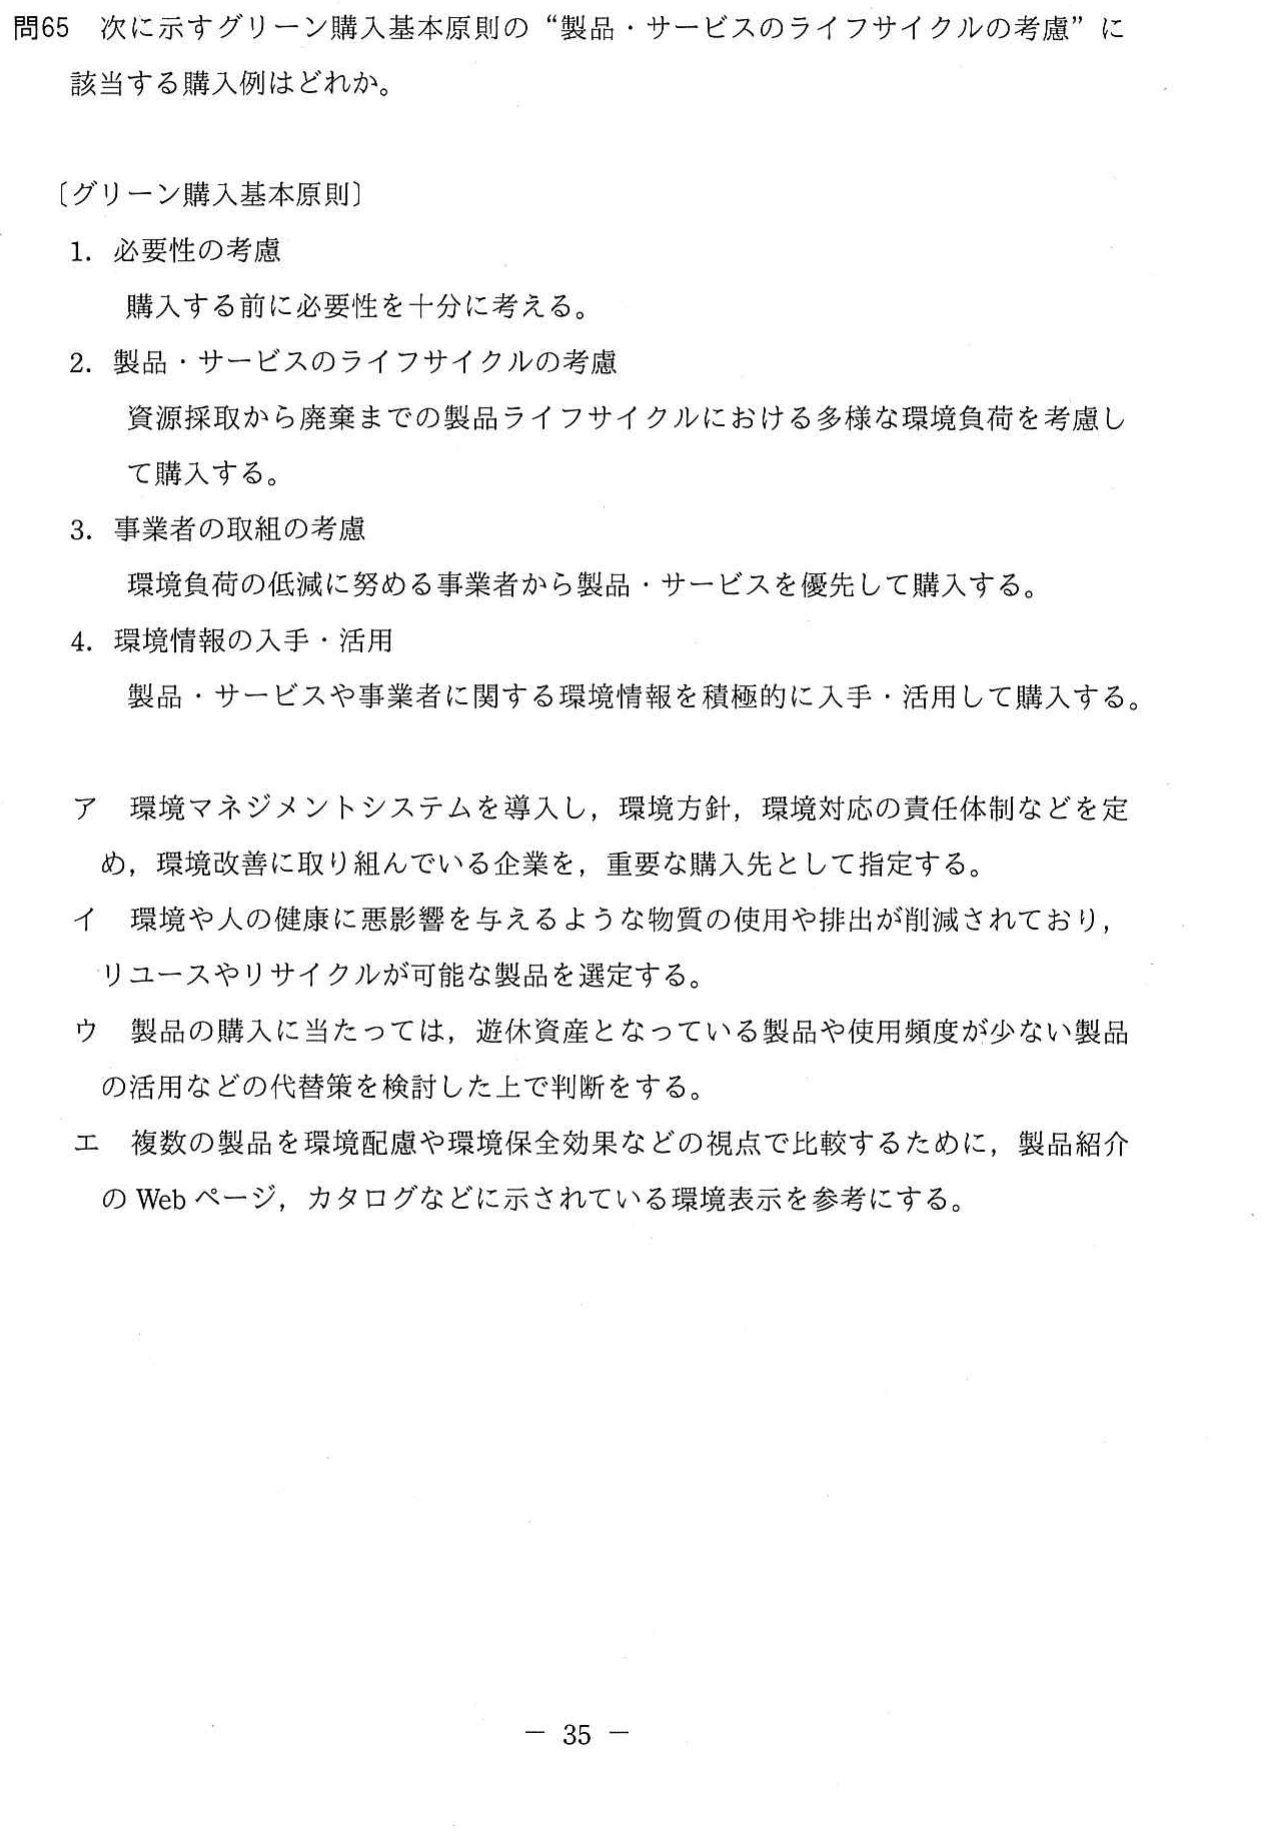 問65　次に示すグリーン購入基本原則の“製品・サービスのライフサイクルの考慮”に
該当する購入例はどれか。
〔グリーン購入基本原則〕
1. 必要性の考慮
購入する前に必要性を十分に考える。
2. 製品・サービスのライフサイクルの考慮
資源採取から廃棄までの製品ライフサイクルにおける多様な環境負荷を考慮し
て購入する。
3. 事業者の取組の考慮
環境負荷の低減に努める事業者から製品・サービスを優先して購入する。
4. 環境情報の入手・活用
製品・サービスや事業者に関する環境情報を積極的に入手・活用して購入する。
ア　環境マネジメントシステムを導入し，環境方針，環境対応の責任体制などを定
め，環境改善に取り組んでいる企業を，重要な購入先として指定する。
イ　環境や人の健康に悪影響を与えるような物質の使用や排出が削減されており，
リユースやリサイクルが可能な製品を選定する。
ウ　製品の購入に当たっては，遊休資産となっている製品や使用頻度が少ない製品
の活用などの代替策を検討した上で判断をする。
エ　複数の製品を環境配慮や環境保全効果などの視点で比較するために，製品紹介
の Web ページ，カタログなどに示されている環境表示を参考にする。
－ 35 －